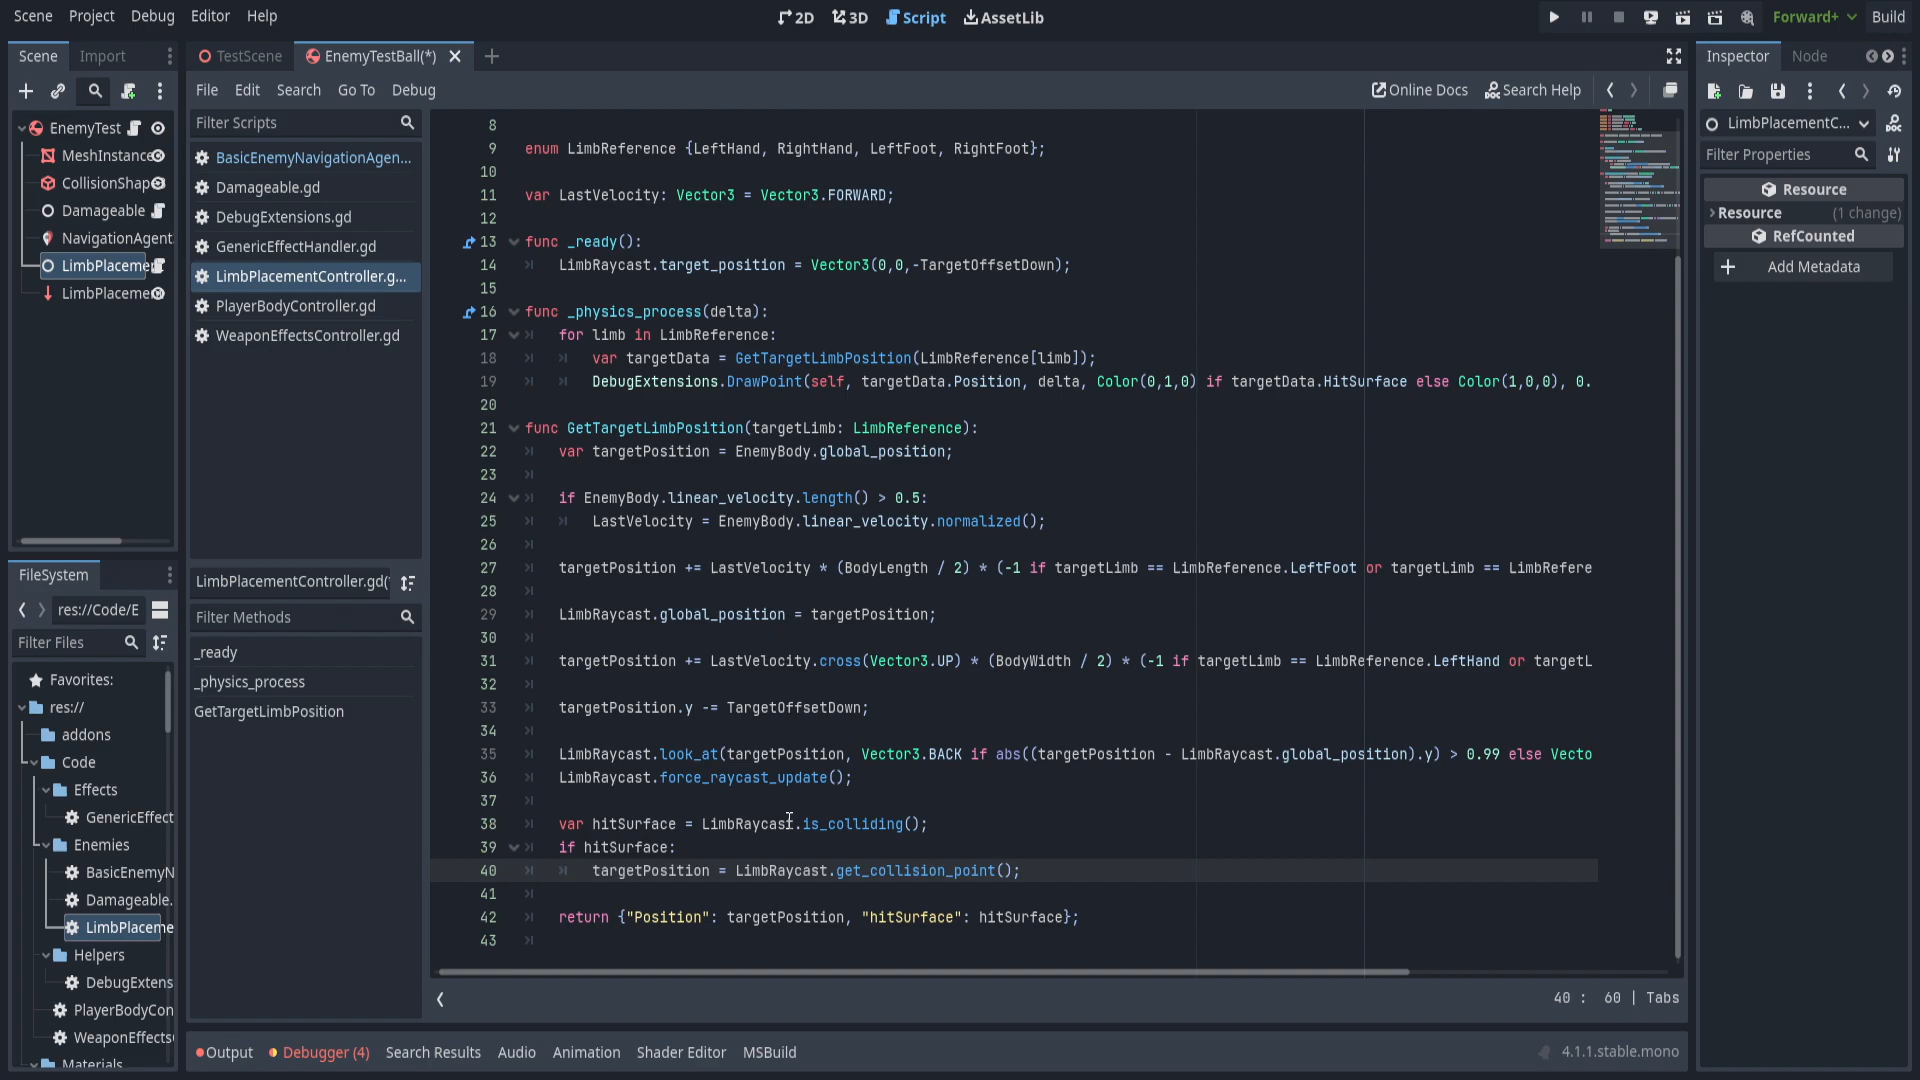 Scene Project Debug Editor Help
2D 3D Script AssetLib
Forward+ Build
Scene Import
TestScene EnemyTestBall(*)
Inspector Node
File Edit Search Go To Debug
Online Docs Search Help
EnemyTest
MeshInstance
CollisionShap
Damageable
NavigationAgent
LimbPlaceme
LimbPlaceme
FileSystem
res://Code/E
Filter Files
Favorites:
res://
addons
Code
Effects
GenericEffect
Enemies
BasicEnemyN
Damageable.
LimbPlaceme
Helpers
DebugExtens
PlayerBodyCon
WeaponEffects
Materials
Filter Scripts
BasicEnemyNavigationAgen...
Damageable.gd
DebugExtensions.gd
GenericEffectHandler.gd
LimbPlacementController.g...
PlayerBodyController.gd
WeaponEffectsController.gd
LimbPlacementController.gd(
Filter Methods
_ready
_physics_process
GetTargetLimbPosition
8
9 enum LimbReference {LeftHand, RightHand, LeftFoot, RightFoot};
10
11 var LastVelocity: Vector3 = Vector3.FORWARD;
12
13 func _ready():
14 LimbRaycast.target_position = Vector3(0,0,-TargetOffsetDown);
15
16 func _physics_process(delta):
17 for limb in LimbReference:
18 var targetData = GetTargetLimbPosition(LimbReference[limb]);
19 DebugExtensions.DrawPoint(self, targetData.Position, delta, Color(0,1,0) if targetData.HitSurface else Color(1,0,0), 0.
20
21 func GetTargetLimbPosition(targetLimb: LimbReference):
22 var targetPosition = EnemyBody.global_position;
23
24 if EnemyBody.linear_velocity.length() > 0.5:
25 LastVelocity = EnemyBody.linear_velocity.normalized();
26
27 targetPosition += LastVelocity * (BodyLength / 2) * (-1 if targetLimb == LimbReference.LeftFoot or targetLimb == LimbRefere
28
29 LimbRaycast.global_position = targetPosition;
30
31 targetPosition += LastVelocity.cross(Vector3.UP) * (BodyWidth / 2) * (-1 if targetLimb == LimbReference.LeftHand or targetL
32
33 targetPosition.y -= TargetOffsetDown;
34
35 LimbRaycast.look_at(targetPosition, Vector3.BACK if abs((targetPosition - LimbRaycast.global_position).y) > 0.99 else Vecto
36 LimbRaycast.force_raycast_update();
37
38 var hitSurface = LimbRaycast.is_colliding();
39 if hitSurface:
40 targetPosition = LimbRaycast.get_collision_point();
41
42 return {"Position": targetPosition, "hitSurface": hitSurface};
43
40 : 60 | Tabs
Output Debugger (4) Search Results Audio Animation Shader Editor MSBuild
4.1.1.stable.mono
LimbPlacementC...
Filter Properties
Resource
Resource (1 change)
RefCounted
Add Metadata